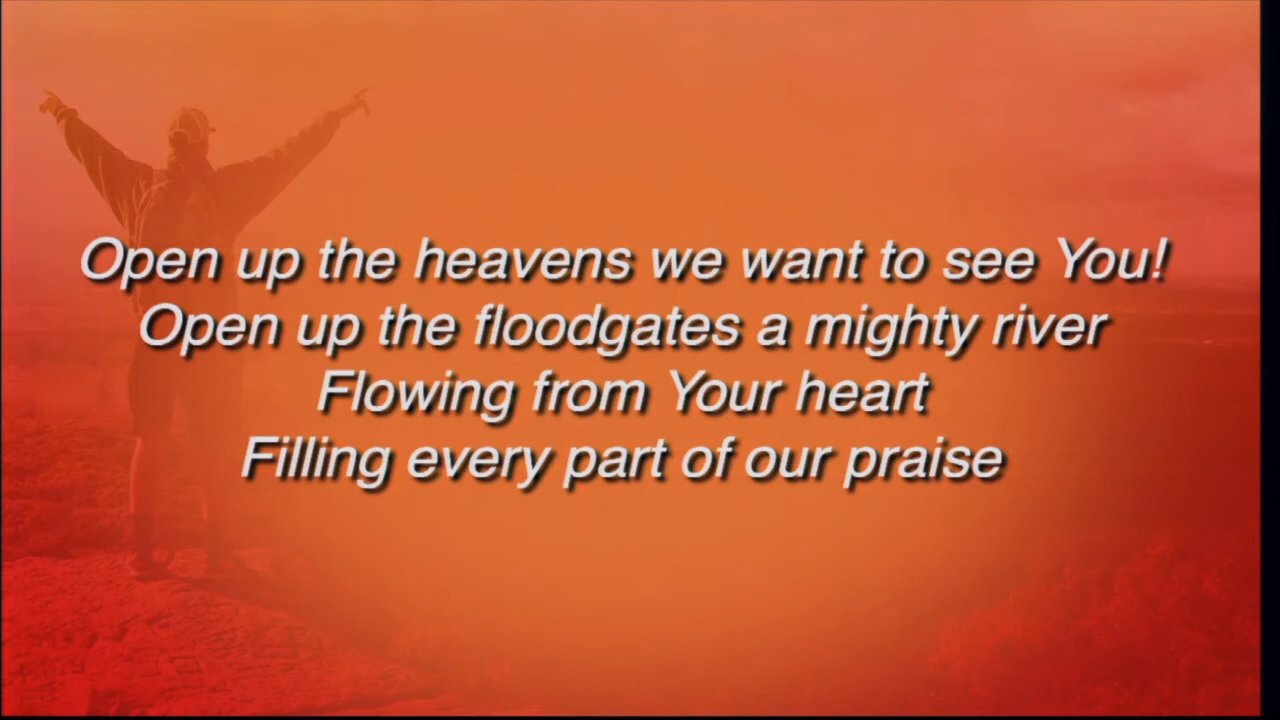 Open up the heavens we want to see You!
Open up the floodgates a mighty river
Flowing from Your heart
Filling every part of our praise